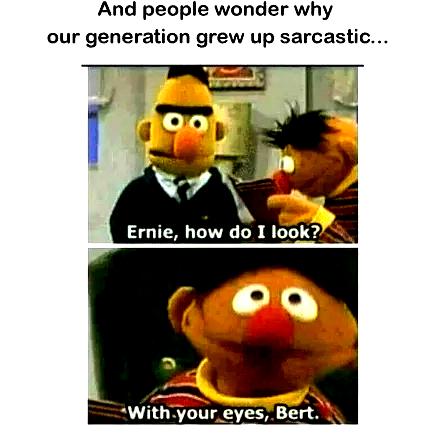 And people wonder why
our generation grew up sarcastic...
Ernie, how do I look?
With your eyes, Bert.